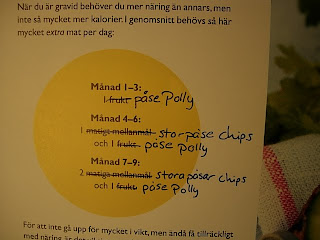 När du är gravid behöver du mer näring än annars, men
inte så mycket mer kalorier. I genomsnitt behövs så här
mycket extra mat per dag:
Månad 1–3:
1 frukt påse Polly
Månad 4–6:
1 matigt mellanmål stor påse chips
och 1 frukt. påse Polly
Månad 7–9:
2 matiga mellanmål stora påsar chips
och 1 frukt. påse Polly
För att inte gå upp för mycket i vikt, men ändå få tillräckligt
med näring är det